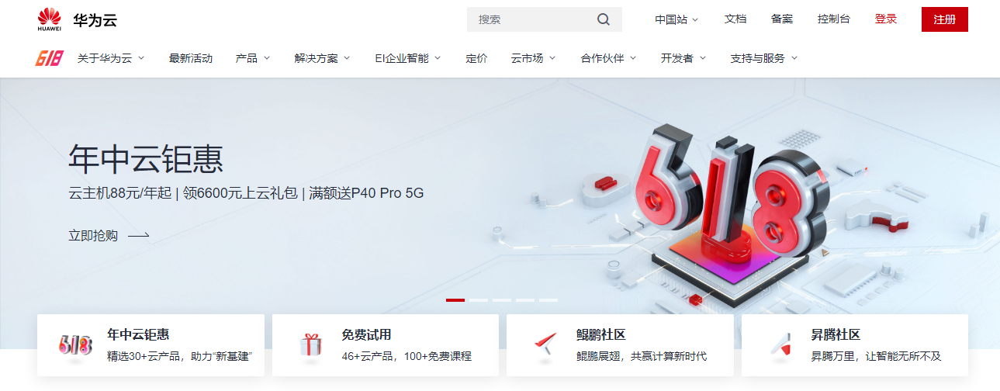 HUAWEI 华为云 搜索 中国站 文档 备案 控制台 登录 注册
618 关于华为云 最新活动 产品 解决方案 EI企业智能 定价 云市场 合作伙伴 开发者 支持与服务
年中云钜惠
云主机88元/年起 | 领6600元上云礼包 | 满额送P40 Pro 5G
立即抢购
618
618 年中云钜惠
精选30+云产品，助力“新基建”
免费试用
46+云产品，100+免费课程
鲲鹏社区
鲲鹏展翅，共赢计算新时代
昇腾社区
昇腾万里，让智能无所不及